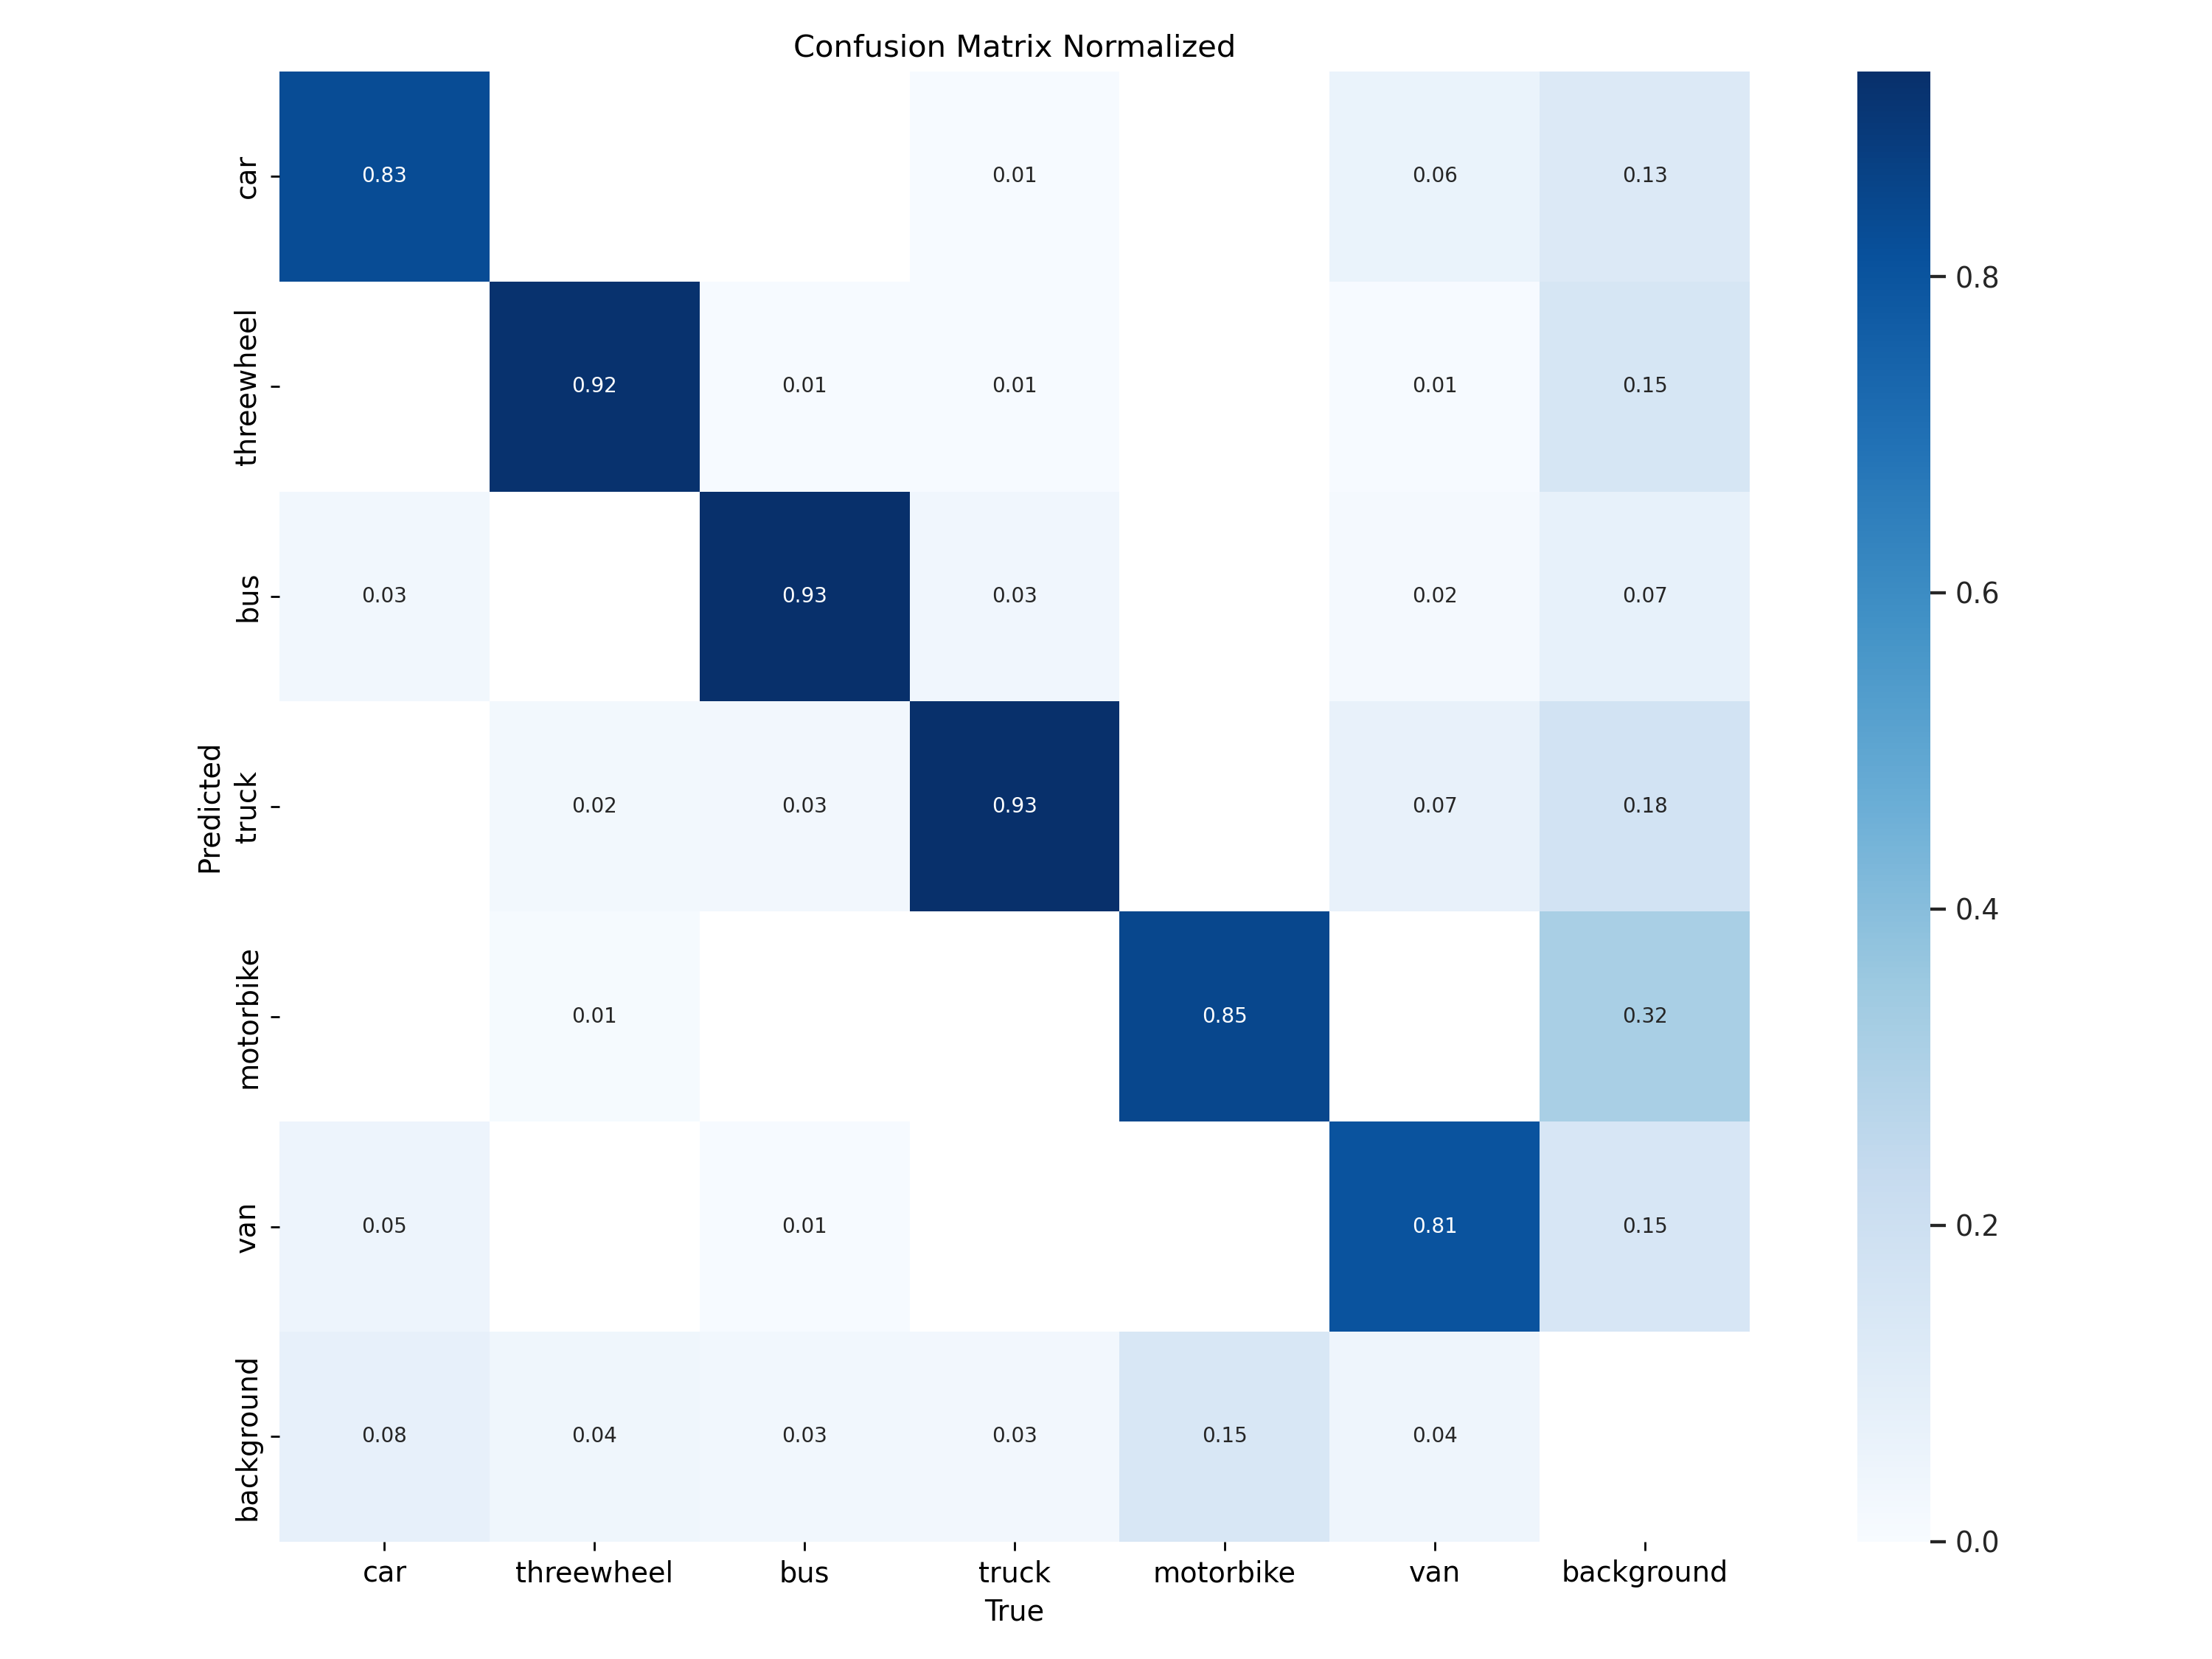 Confusion Matrix Normalized
car 0.83 0.01 0.06 0.13
threewheel 0.92 0.01 0.01 0.01 0.15
bus 0.03 0.93 0.03 0.02 0.07
truck 0.02 0.03 0.93 0.07 0.18
motorbike 0.01 0.85 0.32
van 0.05 0.01 0.81 0.15
background 0.08 0.04 0.03 0.03 0.15 0.04
Predicted
car threewheel bus truck motorbike van background
True
0.8
0.6
0.4
0.2
0.0